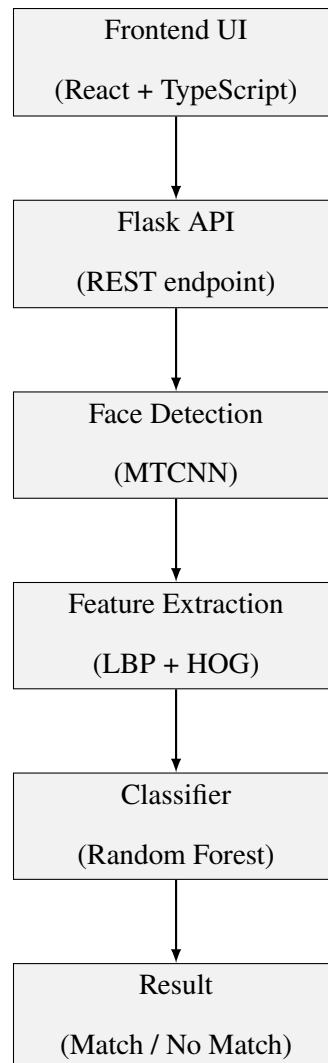 Frontend UI
(React + TypeScript)
Flask API
(REST endpoint)
Face Detection
(MTCNN)
Feature Extraction
(LBP + HOG)
Classifier
(Random Forest)
Result
(Match / No Match)